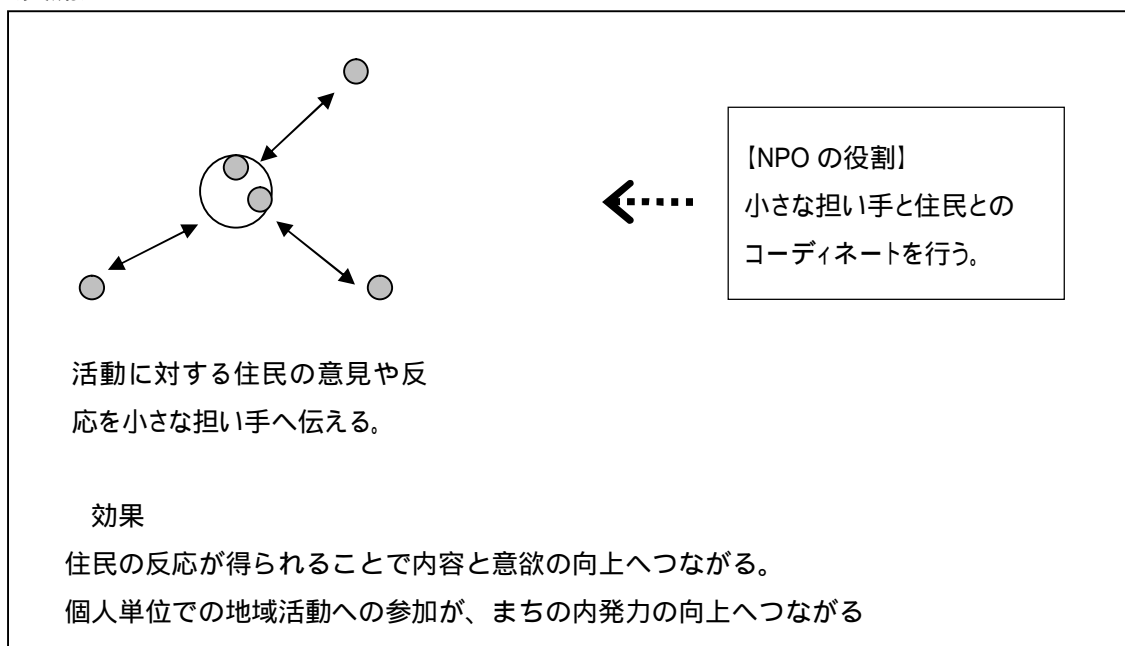 【NPO の役割】
小さな担い手と住民との
コーディネートを行う。
活動に対する住民の意見や反
応を小さな担い手へ伝える。
効果
住民の反応が得られることで内容と意欲の向上へつながる。
個人単位での地域活動への参加が、まちの内発力の向上へつながる